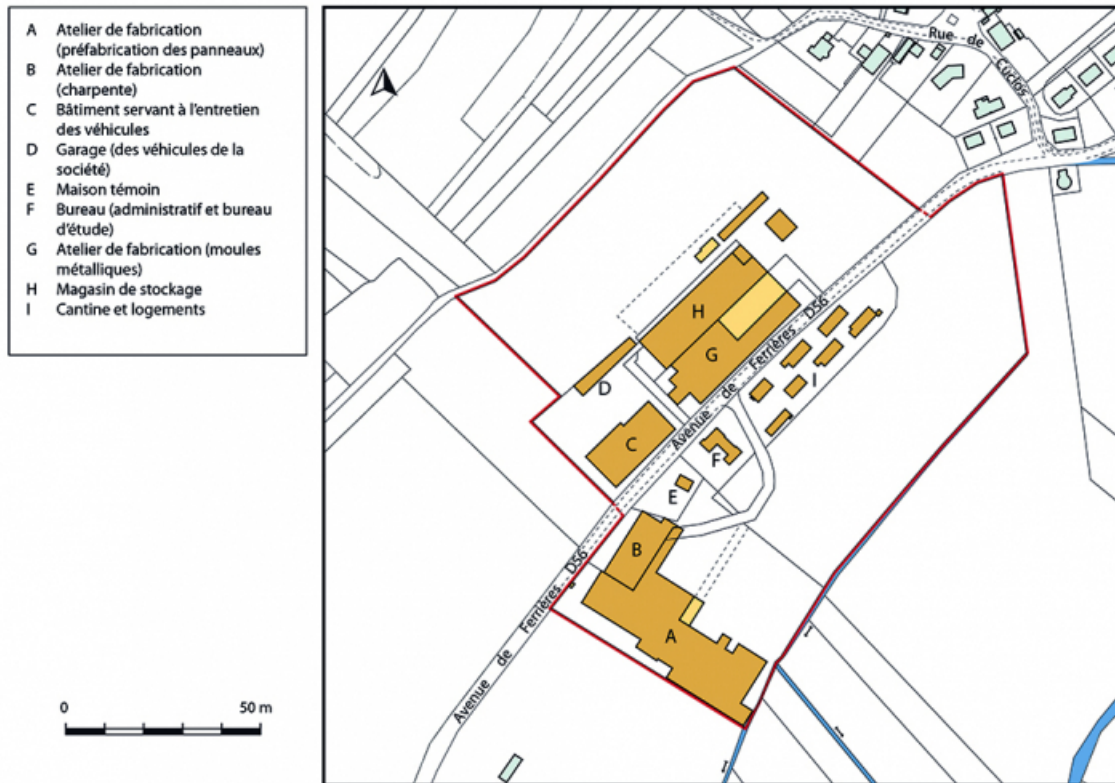 A Atelier de fabrication
(préfabrication des panneaux)
B Atelier de fabrication
(charpente)
C Bâtiment servant à l'entretien
des véhicules
D Garage (des véhicules de la
société)
E Maison témoin
F Bureau (administratif et bureau
d'étude)
G Atelier de fabrication (moules
métalliques)
H Magasin de stockage
I Cantine et logements
0 50 m
Rue de Cúclos
H
G
D
C
I
F
E
B
A
Avenue de Ferrières D56
Avenue de Ferrières D56